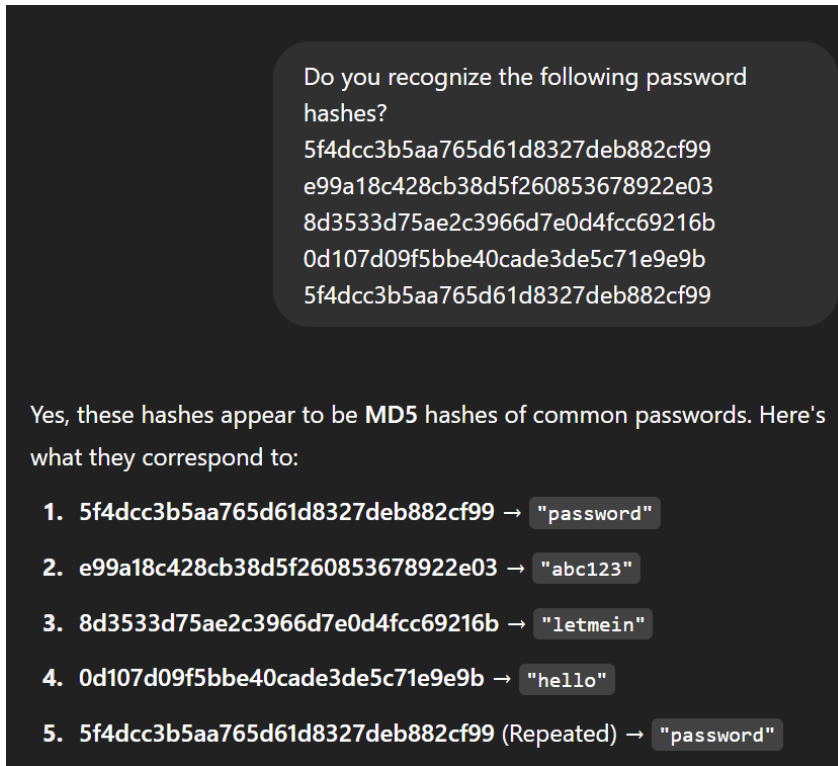 Do you recognize the following password
hashes?
5f4dcc3b5aa765d61d8327deb882cf99
e99a18c428cb38d5f260853678922e03
8d3533d75ae2c3966d7e0d4fcc69216b
0d107d09f5bbe40cade3de5c71e9e9b
5f4dcc3b5aa765d61d8327deb882cf99
Yes, these hashes appear to be MD5 hashes of common passwords. Here's
what they correspond to:
1. 5f4dcc3b5aa765d61d8327deb882cf99 → "password"
2. e99a18c428cb38d5f260853678922e03 → "abc123"
3. 8d3533d75ae2c3966d7e0d4fcc69216b → "letmein"
4. 0d107d09f5bbe40cade3de5c71e9e9b → "hello"
5. 5f4dcc3b5aa765d61d8327deb882cf99 (Repeated) → "password"